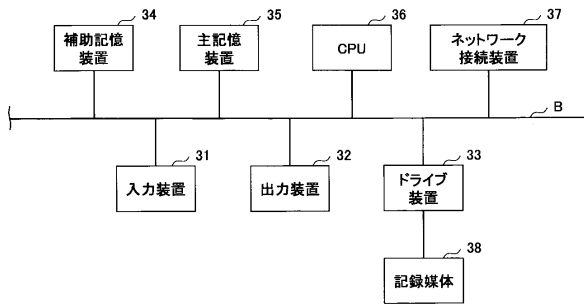 34
35
36
37
補助記憶
装置
主記憶
装置
CPU
ネットワーク
接続装置
B
31
32
33
入力装置
出力装置
ドライブ
装置
38
記録媒体